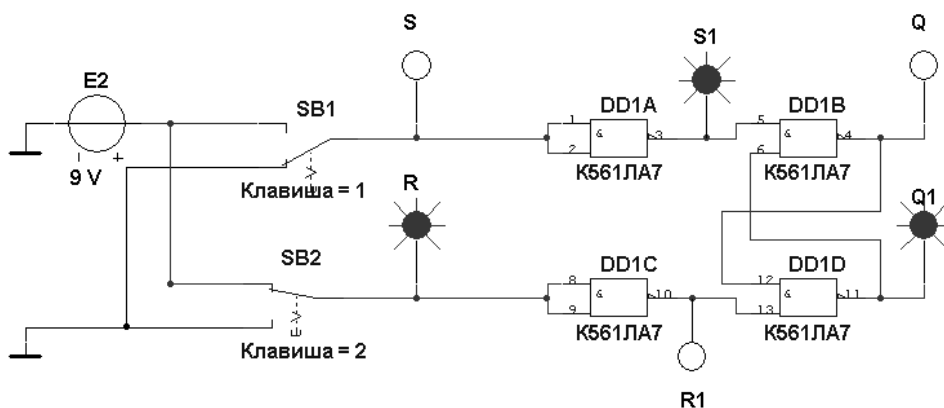 S
Q
S1
E2
SB1
DD1A
DD1B
1
2
&
3
5
6
&
4
− +
9 V
К561ЛА7
К561ЛА7
Клавиша = 1
R
Q1
SB2
DD1C
DD1D
8
9
&
10
12
13
&
11
К561ЛА7
К561ЛА7
Клавиша = 2
R1